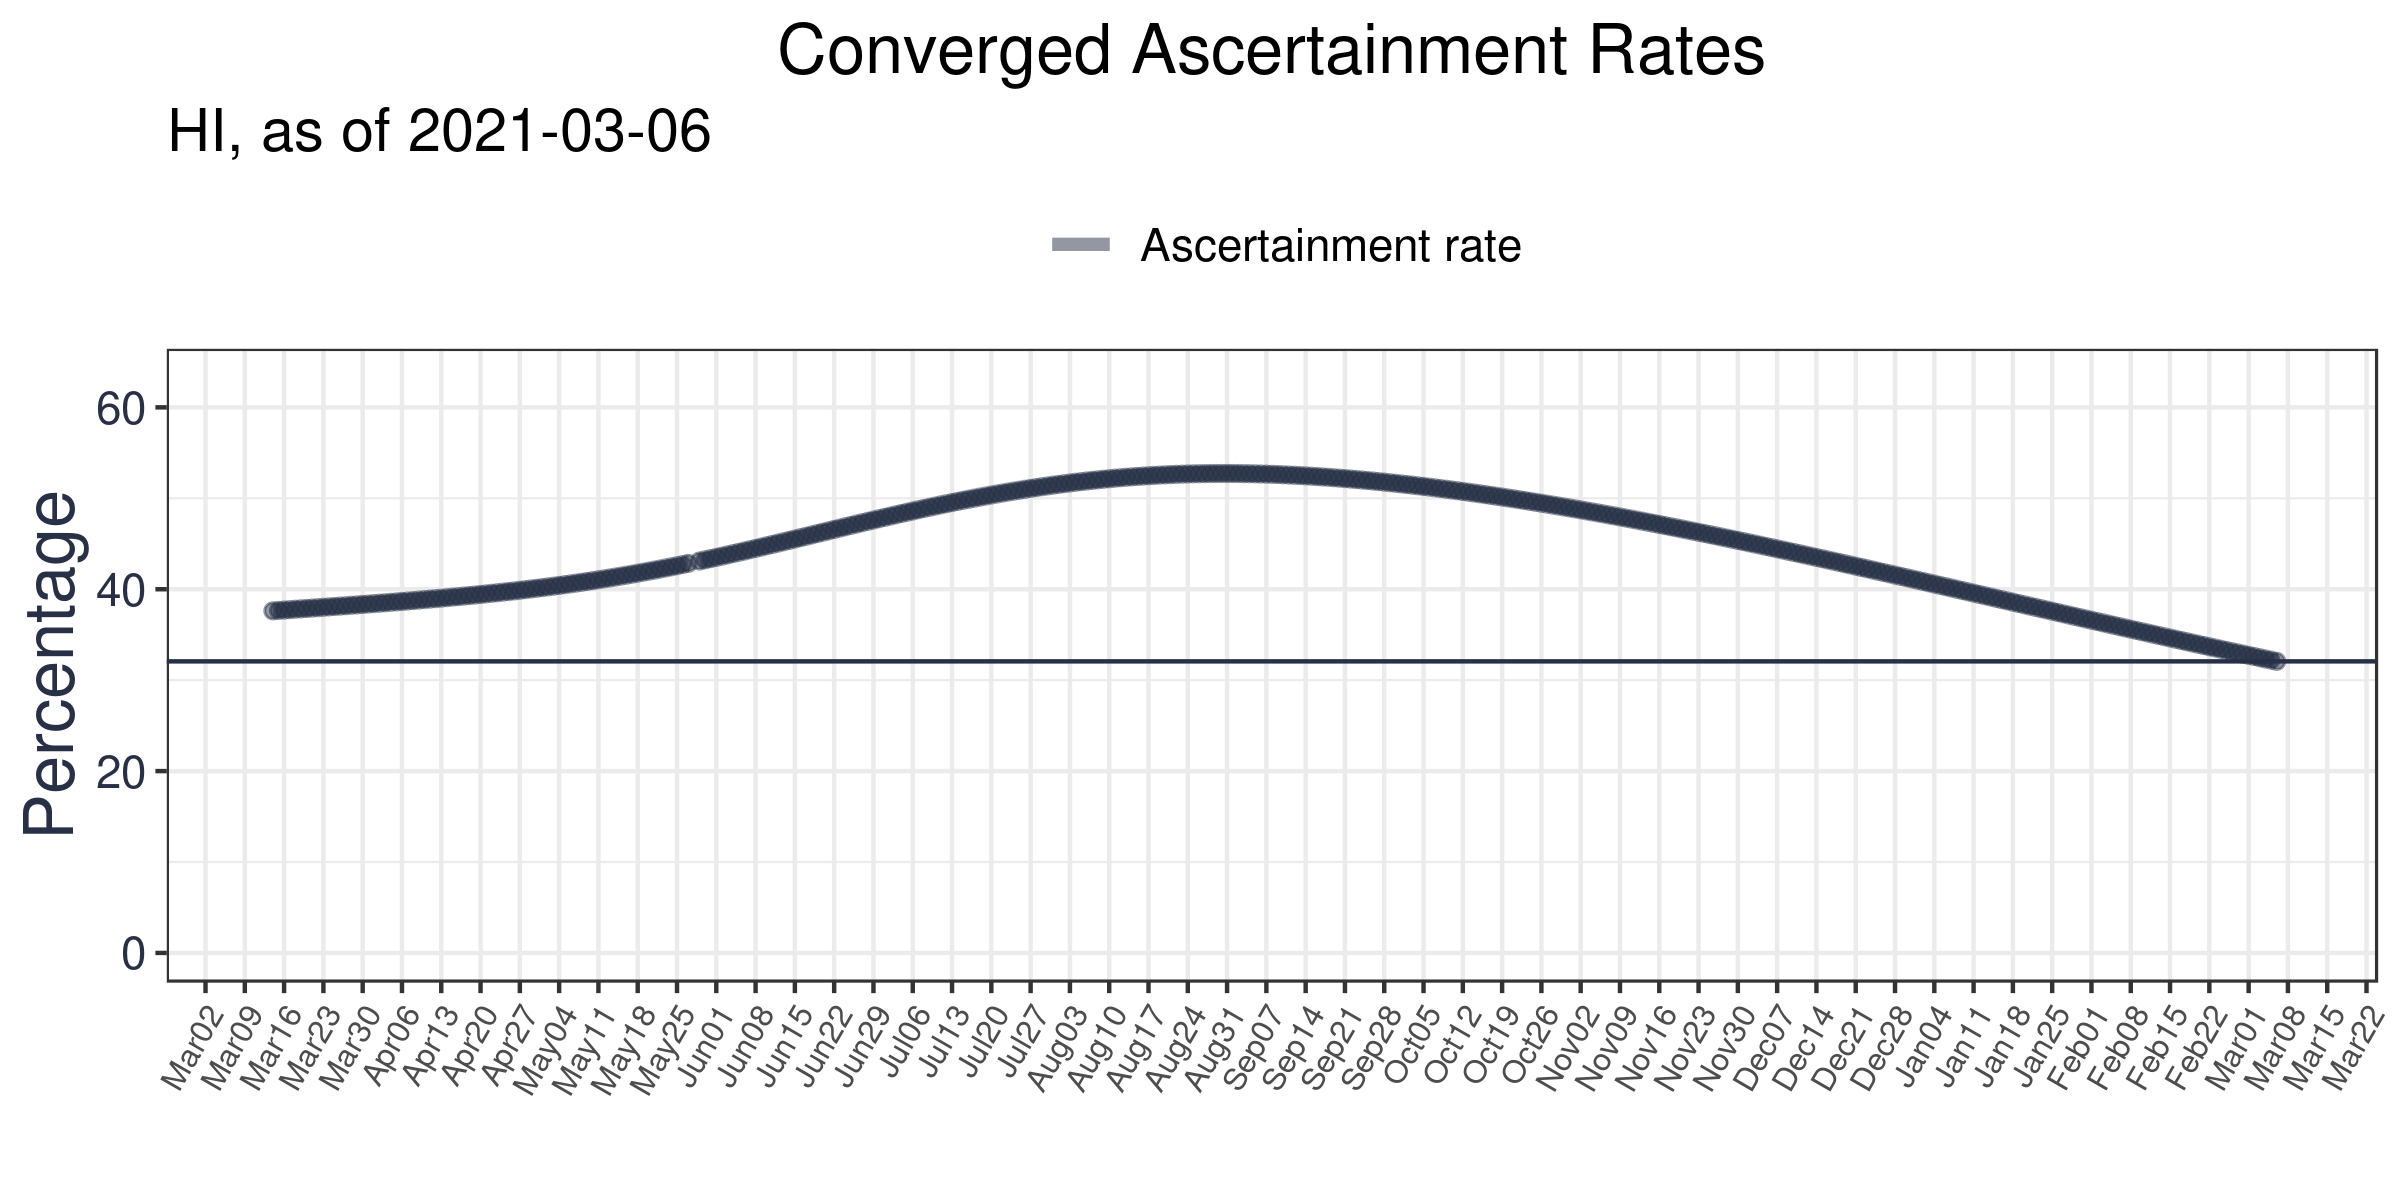 Converged Ascertainment Rates
HI, as of 2021-03-06
Ascertainment rate
Percentage
60
40
20
0
Mar02 Mar09 Mar16 Mar23 Mar30 Apr06 Apr13 Apr20 Apr27 May04 May11 May18 May25 Jun01 Jun08 Jun15 Jun22 Jun29 Jul06 Jul13 Jul20 Jul27 Aug03 Aug10 Aug17 Aug24 Aug31 Sep07 Sep14 Sep21 Sep28 Oct05 Oct12 Oct19 Oct26 Nov02 Nov09 Nov16 Nov23 Nov30 Dec07 Dec14 Dec21 Dec28 Jan04 Jan11 Jan18 Jan25 Feb01 Feb08 Feb15 Feb22 Mar01 Mar08 Mar15 Mar22